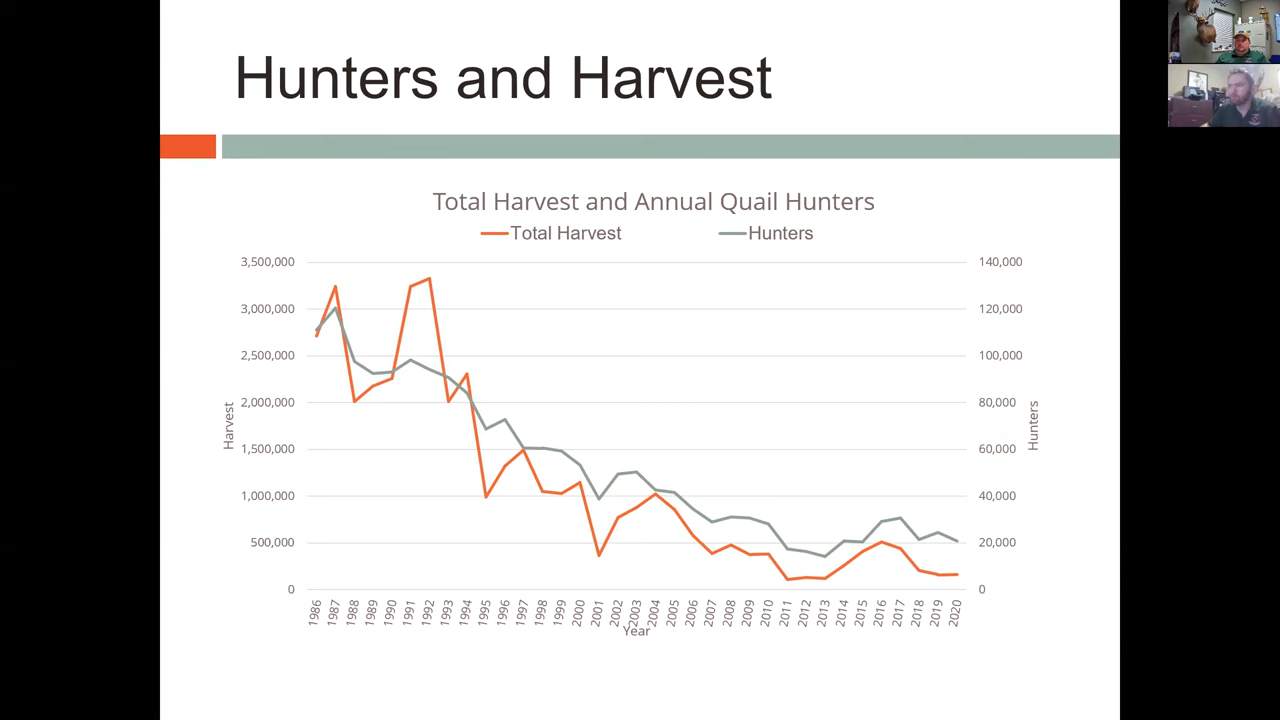 Hunters and Harvest
Total Harvest and Annual Quail Hunters
Total Harvest Hunters
3,500,000 140,000
3,000,000 120,000
2,500,000 100,000
2,000,000 80,000
1,500,000 60,000
1,000,000 40,000
500,000 20,000
0 0
Harvest
Hunters
1986 1987 1988 1989 1990 1991 1992 1993 1994 1995 1996 1997 1998 1999 2000 2001 2002 2003 2004 2005 2006 2007 2008 2009 2010 2011 2012 2013 2014 2015 2016 2017 2018 2019 2020
Year